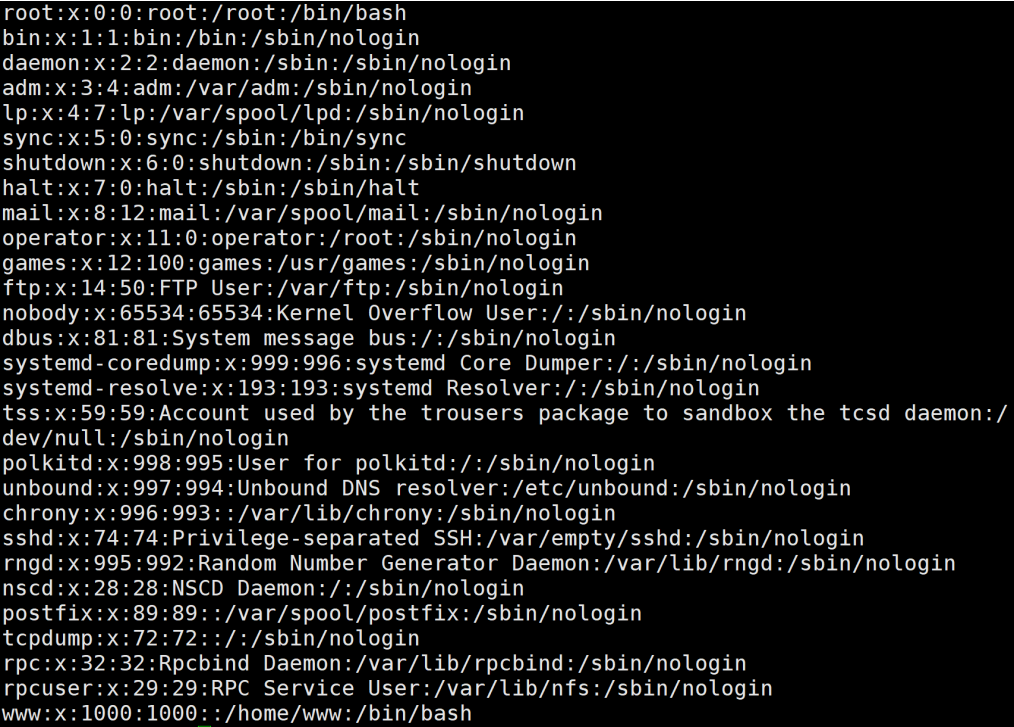 root:x:0:0:root:/root:/bin/bash
bin:x:1:1:bin:/bin:/sbin/nologin
daemon:x:2:2:daemon:/sbin:/sbin/nologin
adm:x:3:4:adm:/var/adm:/sbin/nologin
lp:x:4:7:lp:/var/spool/lpd:/sbin/nologin
sync:x:5:0:sync:/sbin:/bin/sync
shutdown:x:6:0:shutdown:/sbin:/sbin/shutdown
halt:x:7:0:halt:/sbin:/sbin/halt
mail:x:8:12:mail:/var/spool/mail:/sbin/nologin
operator:x:11:0:operator:/root:/sbin/nologin
games:x:12:100:games:/usr/games:/sbin/nologin
ftp:x:14:50:FTP User:/var/ftp:/sbin/nologin
nobody:x:65534:65534:Kernel Overflow User:/:/sbin/nologin
dbus:x:81:81:System message bus:/:/sbin/nologin
systemd-coredump:x:999:996:systemd Core Dumper:/:/sbin/nologin
systemd-resolve:x:193:193:systemd Resolver:/:/sbin/nologin
tss:x:59:59:Account used by the trousers package to sandbox the tcsd daemon:/
dev/null:/sbin/nologin
polkitd:x:998:995:User for polkitd:/:/sbin/nologin
unbound:x:997:994:Unbound DNS resolver:/etc/unbound:/sbin/nologin
chrony:x:996:993::/var/lib/chrony:/sbin/nologin
sshd:x:74:74:Privilege-separated SSH:/var/empty/sshd:/sbin/nologin
rngd:x:995:992:Random Number Generator Daemon:/var/lib/rngd:/sbin/nologin
nscd:x:28:28:NSCD Daemon:/:/sbin/nologin
postfix:x:89:89::/var/spool/postfix:/sbin/nologin
tcpdump:x:72:72::/:/sbin/nologin
rpc:x:32:32:Rpcbind Daemon:/var/lib/rpcbind:/sbin/nologin
rpcuser:x:29:29:RPC Service User:/var/lib/nfs:/sbin/nologin
www:x:1000:1000::/home/www:/bin/bash